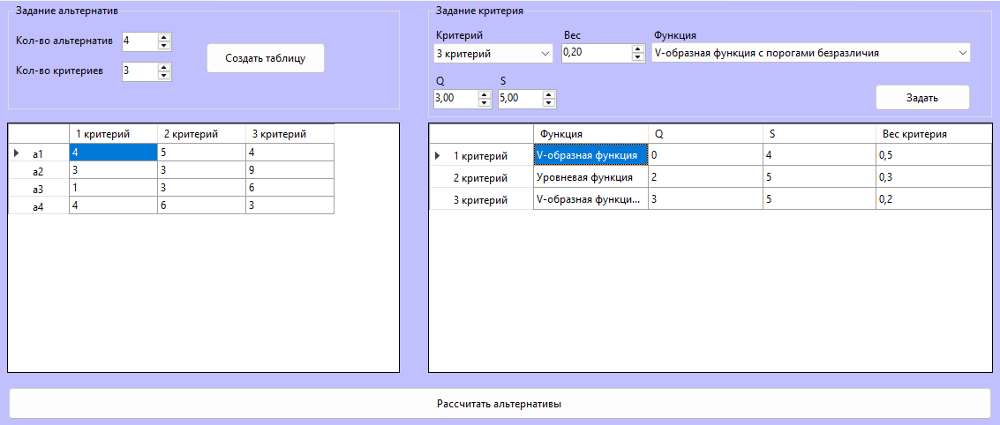 Задание альтернатив
Кол-во альтернатив 4
Кол-во критериев 3
Создать таблицу
Задание критерия
Критерий Вес Функция
3 критерий 0,20 V-образная функция с порогами безразличия
Q S
3,00 5,00
Задать
1 критерий 2 критерий 3 критерий
a1 4 5 4
a2 3 3 9
a3 1 3 6
a4 4 6 3
Функция Q S Вес критерия
1 критерий V-образная функция 0 4 0,5
2 критерий Уровневая функция 2 5 0,3
3 критерий V-образная функци... 3 5 0,2
Рассчитать альтернативы